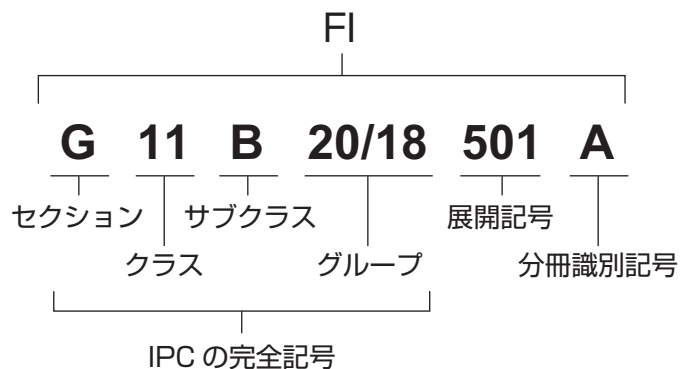 FI
G 11 B 20/18 501 A
セクション サブクラス 展開記号
クラス グループ 分冊識別記号
IPC の完全記号